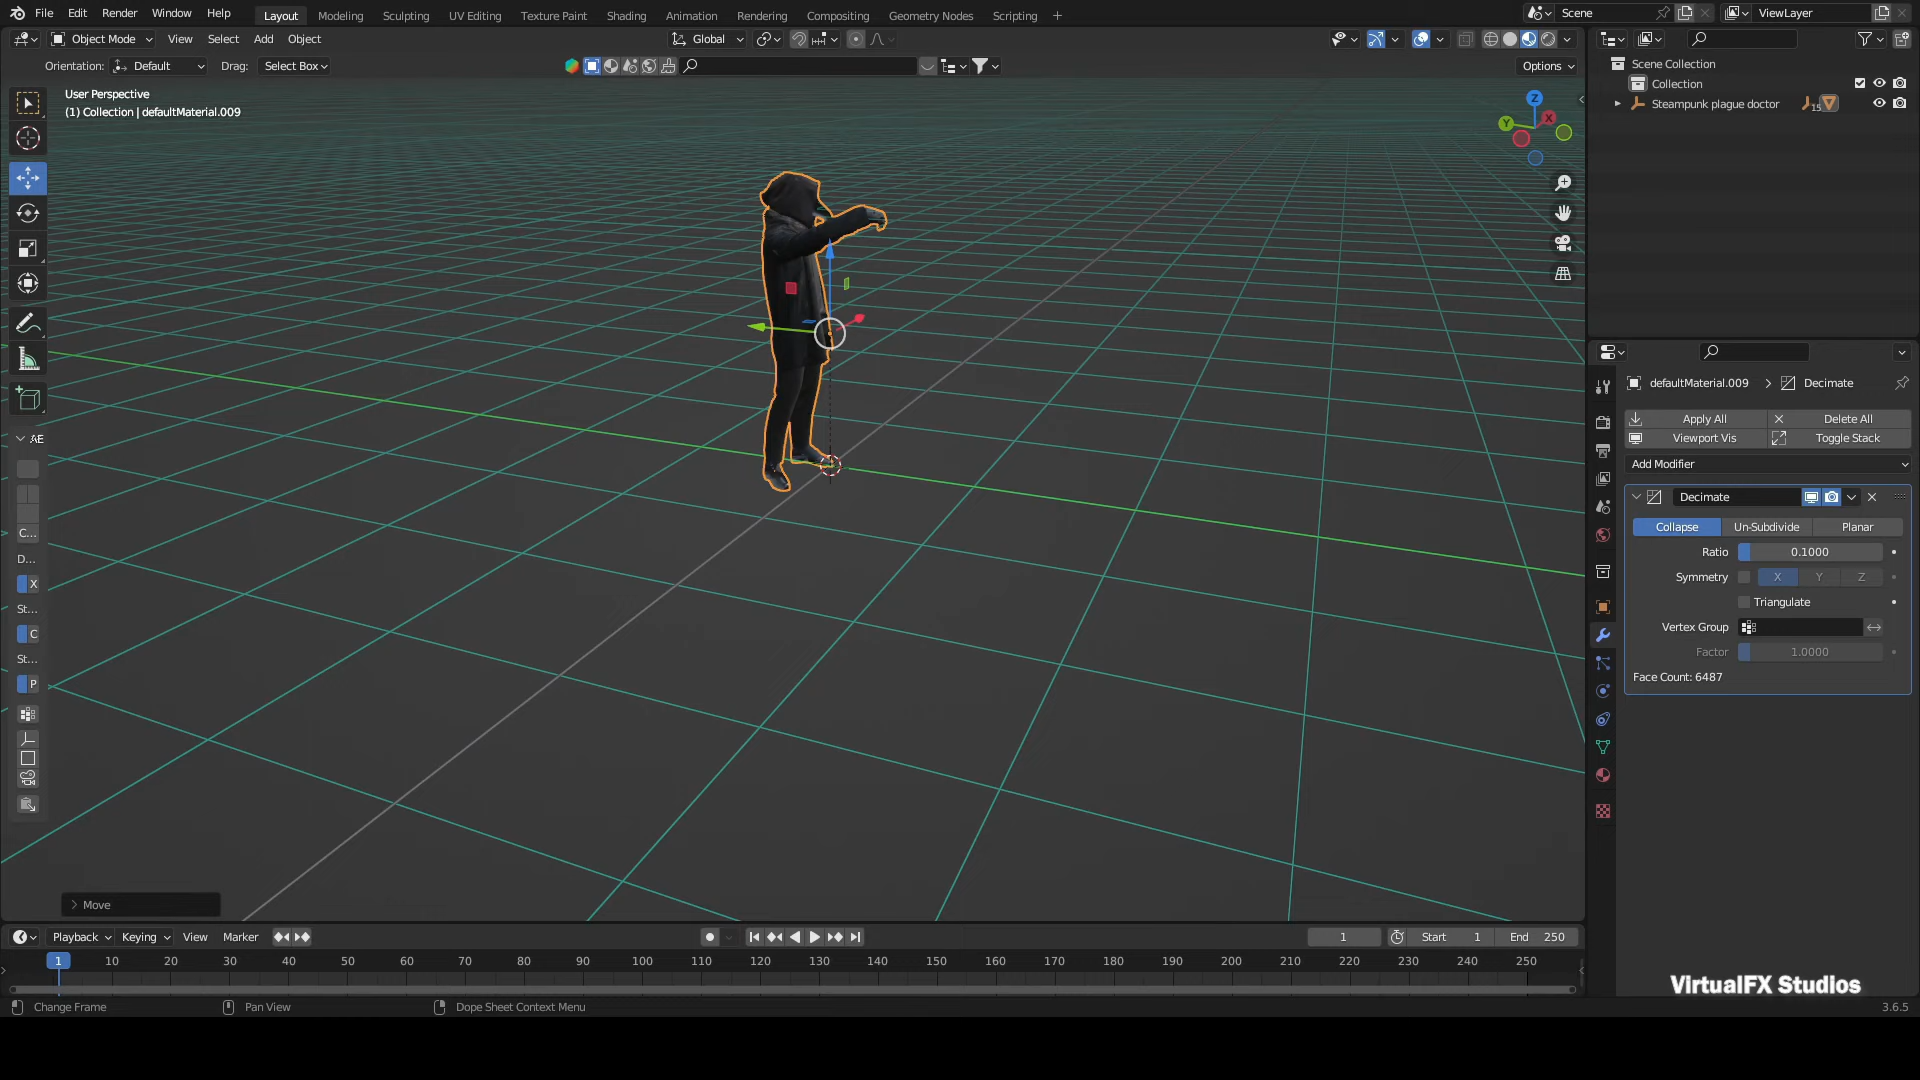 File Edit Render Window Help Layout Modeling Sculpting UV Editing Texture Paint Shading Animation Rendering Compositing Geometry Nodes Scripting + Scene ViewLayer
Object Mode View Select Add Object Global
Orientation: Default Drag: Select Box Options
User Perspective
(1) Collection | defaultMaterial.009
Z
Y
X
Scene Collection
Collection
Steampunk plague doctor 15
defaultMaterial.009 > Decimate
Apply All Delete All
Viewport Vis Toggle Stack
Add Modifier
Decimate
Collapse Un-Subdivide Planar
Ratio 0.1000
Symmetry X Y Z
Triangulate
Vertex Group
Factor 1.0000
Face Count: 6487
AE
C...
D...
X
St...
C
St...
P
Move
Playback Keying View Marker 1 Start 1 End 250
1 10 20 30 40 50 60 70 80 90 100 110 120 130 140 150 160 170 180 190 200 210 220 230 240 250
VirtualFX Studios
Change Frame Pan View Dope Sheet Context Menu 3.6.5